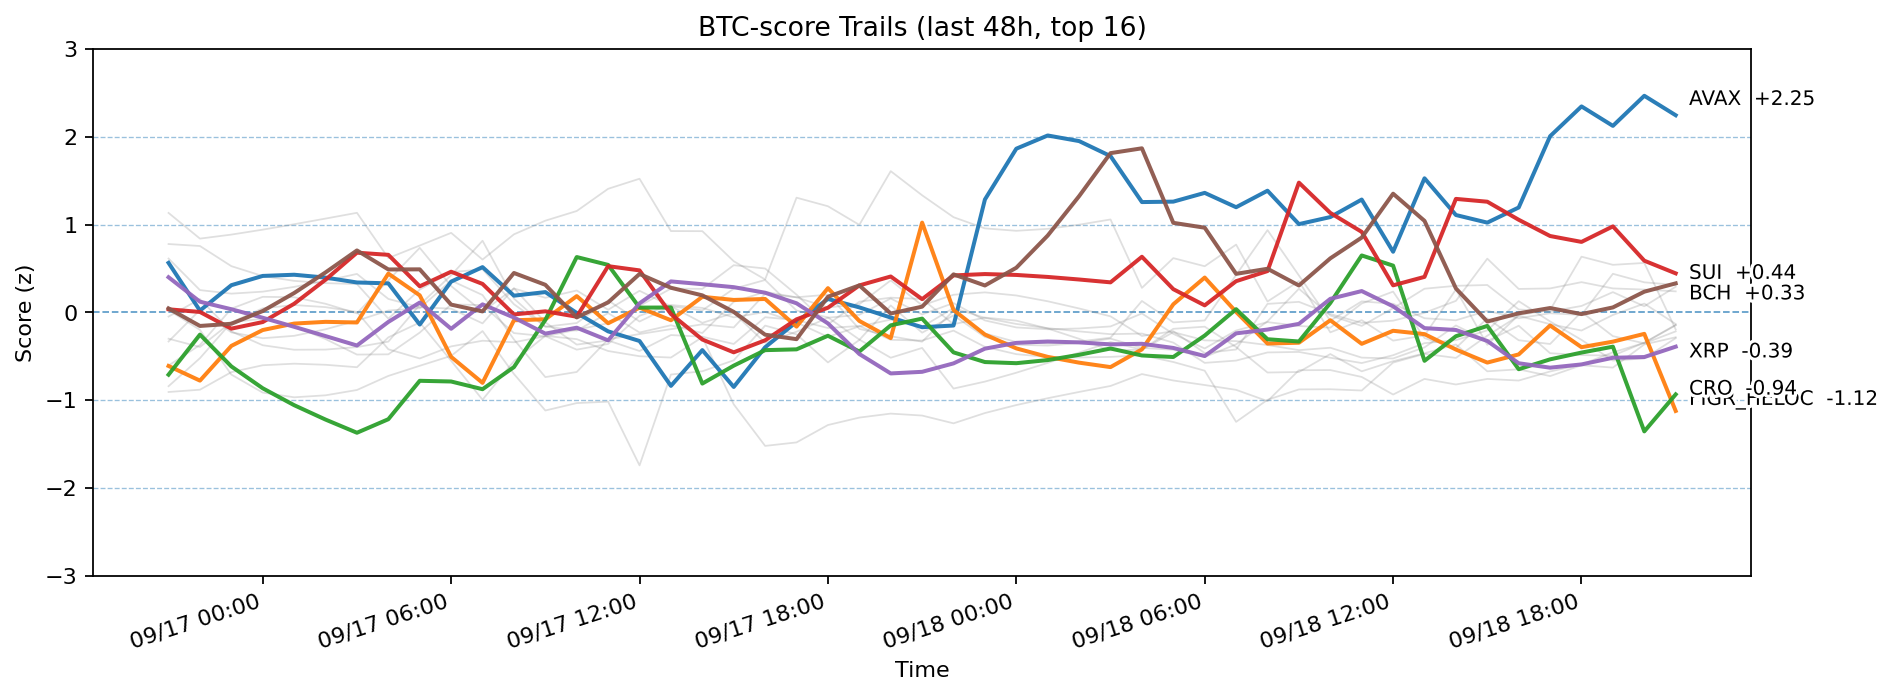 BTC-score Trails (last 48h, top 16)
Score (z)
3
2
1
0
−1
−2
−3
AVAX +2.25
SUI +0.44
BCH +0.33
XRP -0.39
CRO -0.94
-1.12
09/17 00:00
09/17 06:00
09/17 12:00
09/17 18:00
09/18 00:00
09/18 06:00
09/18 12:00
09/18 18:00
Time